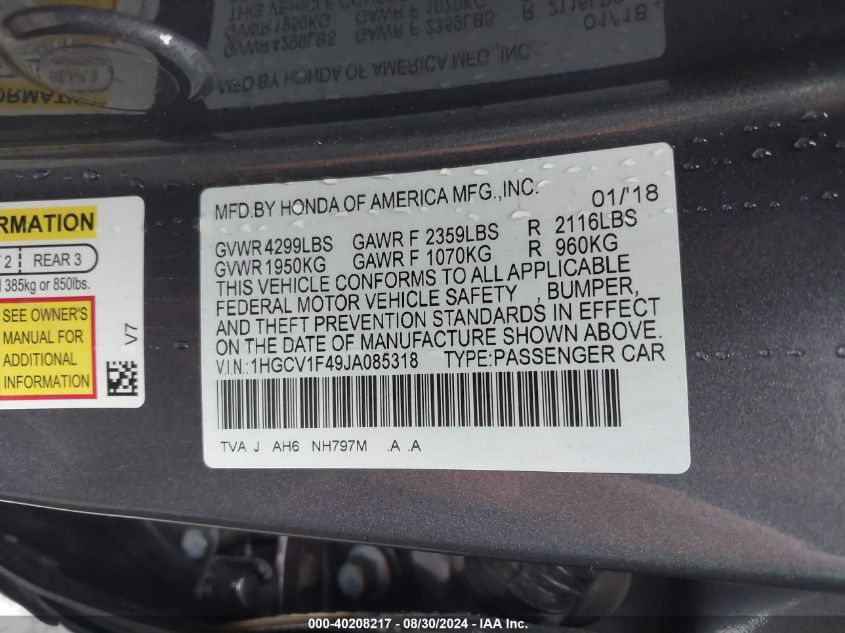 MFD.BY HONDA OF AMERICA MFG.,INC. 01/'18
GVWR 4299LBS GAWR F 2359LBS R 2116LBS
GVWR 1950KG GAWR F 1070KG R 960KG
THIS VEHICLE CONFORMS TO ALL APPLICABLE
FEDERAL MOTOR VEHICLE SAFETY , BUMPER,
AND THEFT PREVENTION STANDARDS IN EFFECT
ON THE DATE OF MANUFACTURE SHOWN ABOVE.
V.I.N.:1HGCV1F49JA085318 TYPE:PASSENGER CAR
TVA J AH6 NH797M .A .A
RMATION
2 REAR 3
385kg or 850lbs.
SEE OWNER'S
MANUAL FOR
ADDITIONAL
INFORMATION
V7
000-40208217 - 08/30/2024 - IAA Inc.